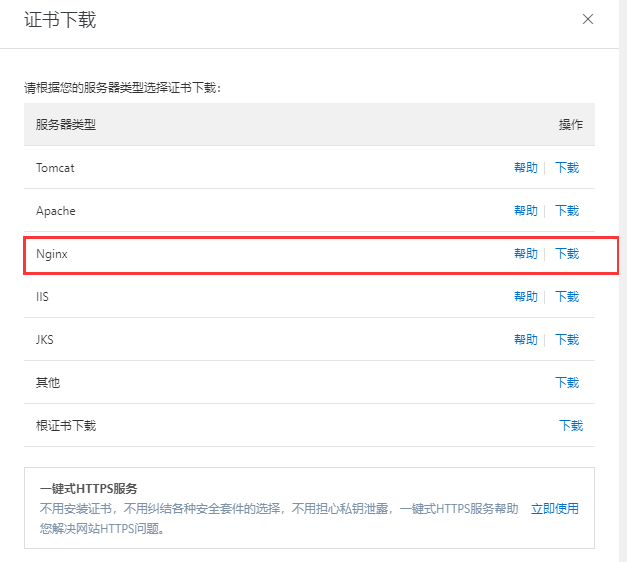 证书下载
请根据您的服务器类型选择证书下载：
服务器类型 操作
Tomcat 帮助 下载
Apache 帮助 下载
Nginx 帮助 下载
IIS 帮助 下载
JKS 帮助 下载
其他 下载
根证书下载 下载
一键式HTTPS服务
不用安装证书，不用纠结各种安全套件的选择，不用担心私钥泄露，一键式HTTPS服务帮助 立即使用
您解决网站HTTPS问题。